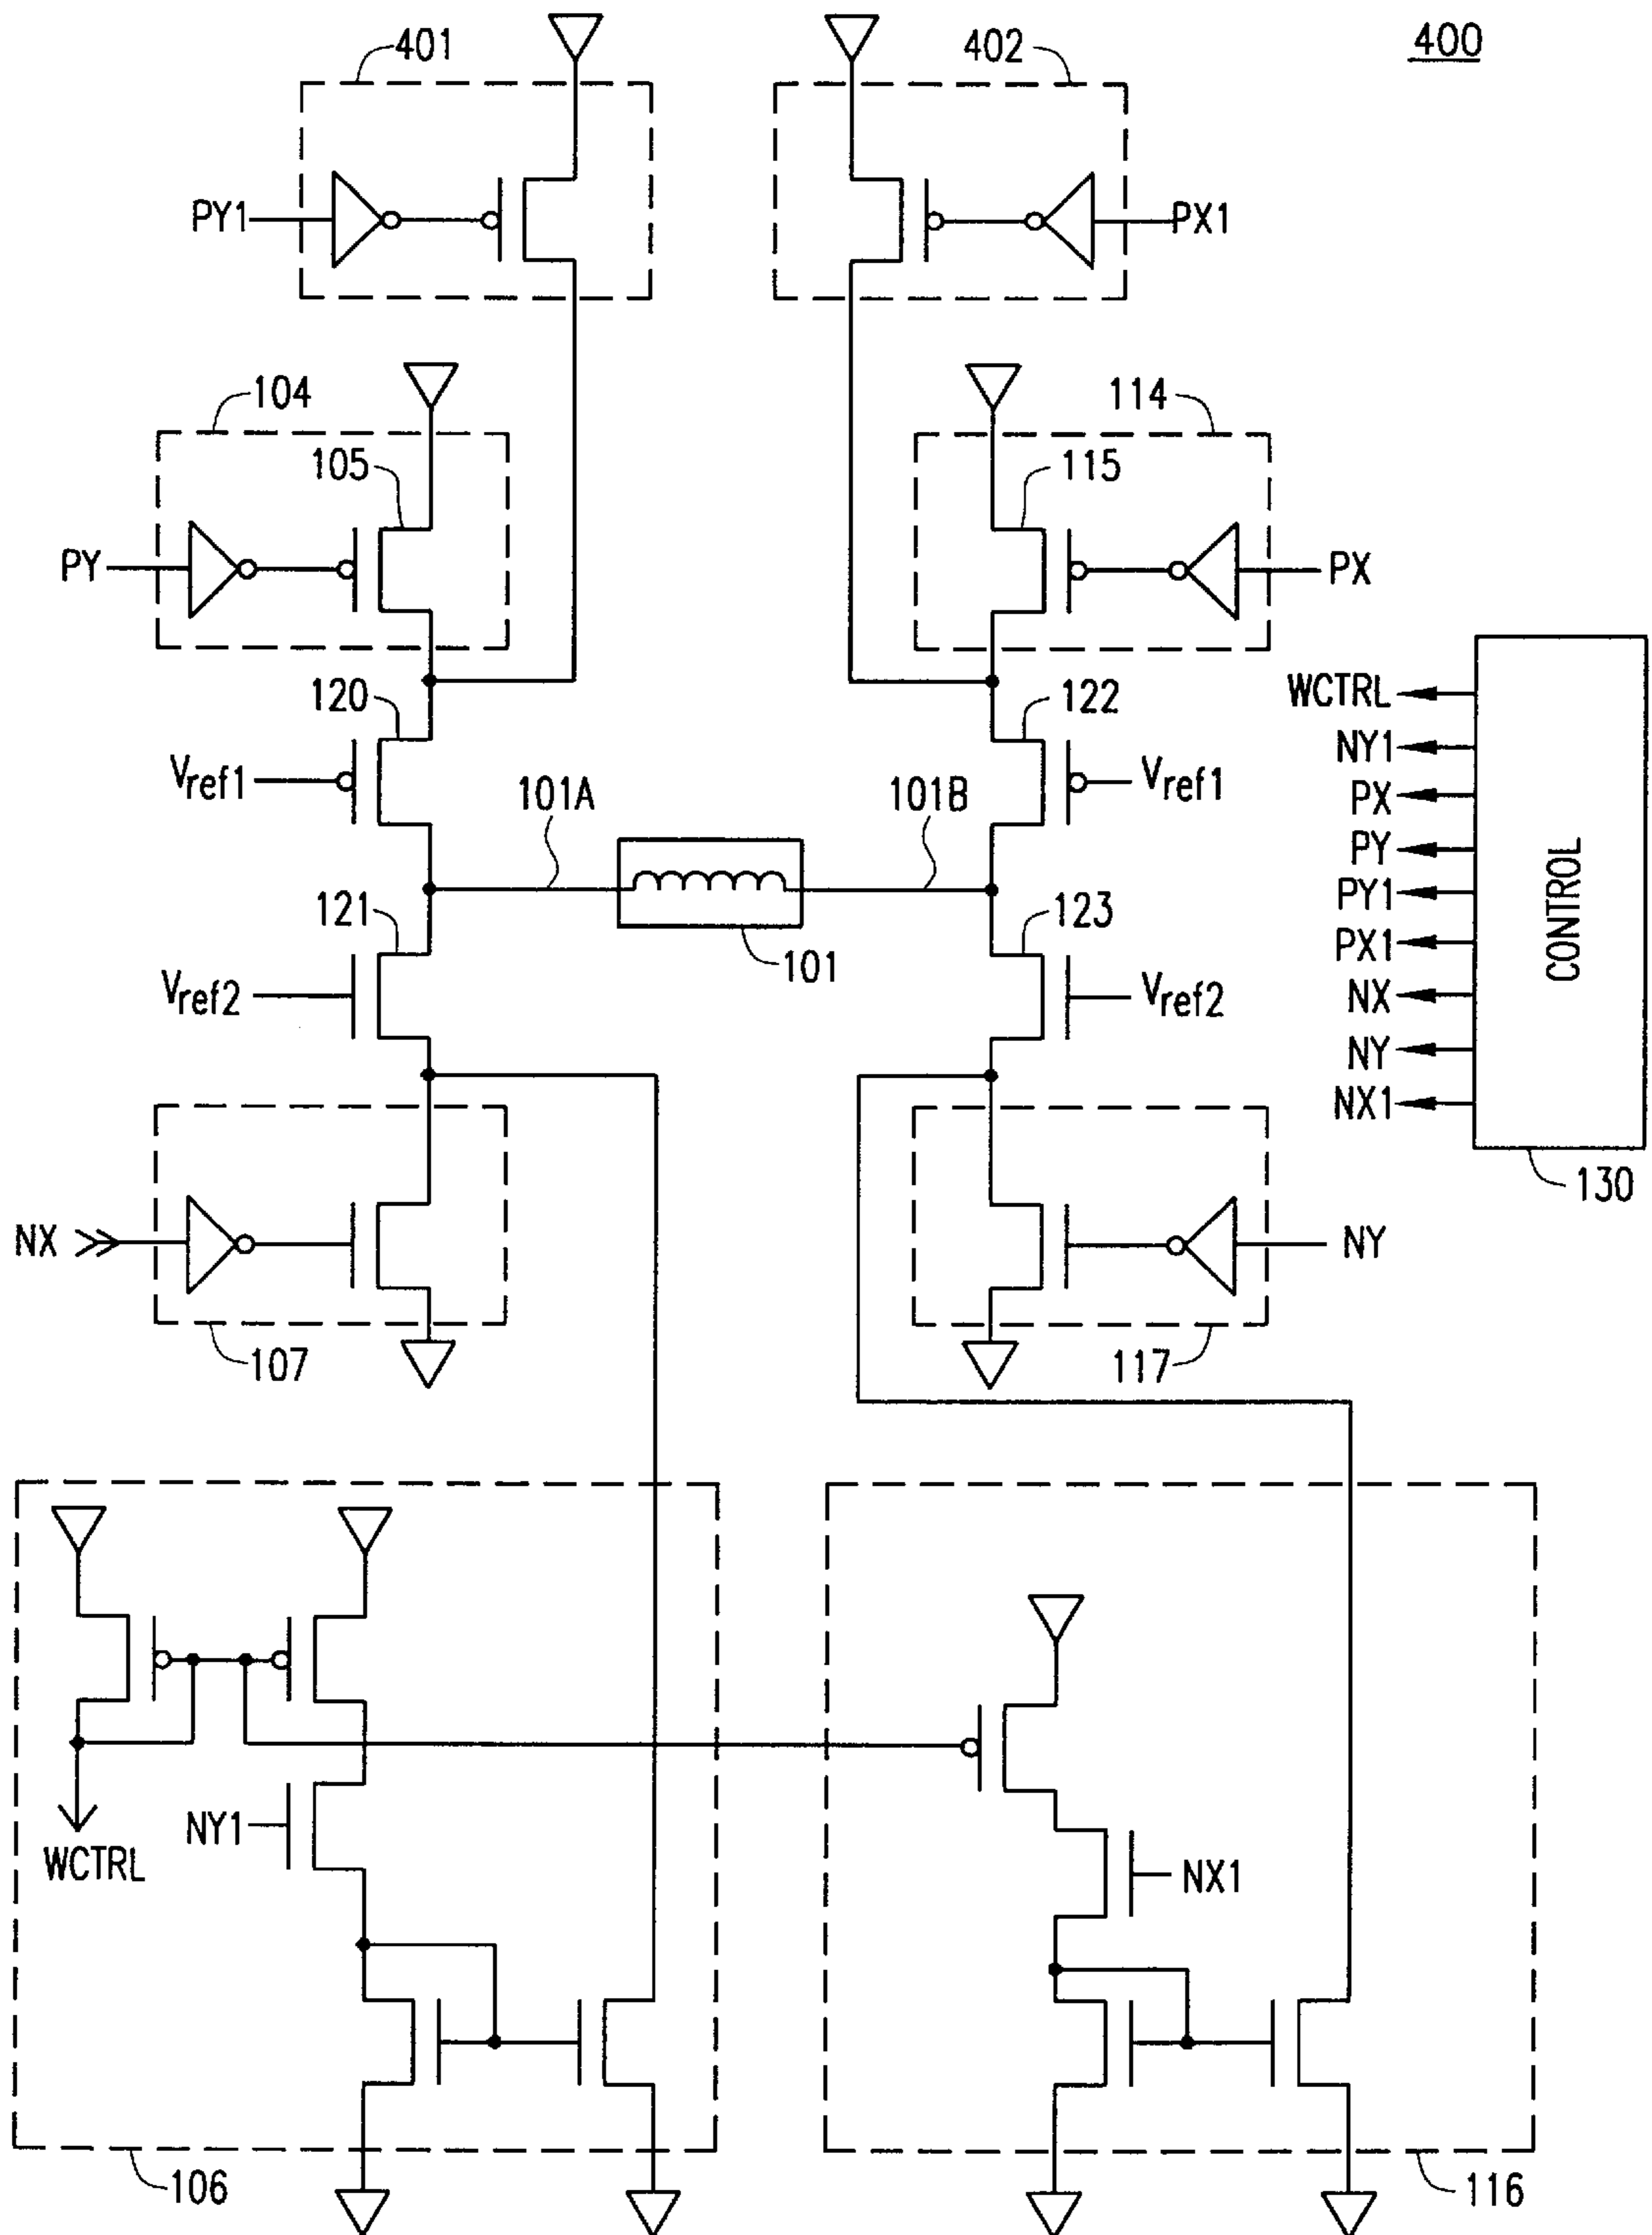 400
401
402
PY1
PX1
104
114
105
115
PY
PX
120
122
WCTRL
NY1
PX
PY
PY1
PX1
NX
NY
NX1
CONTROL
130
Vref1
Vref1
101A
101B
121
123
101
Vref2
Vref2
NX
NY
107
117
NY1
WCTRL
NX1
106
116